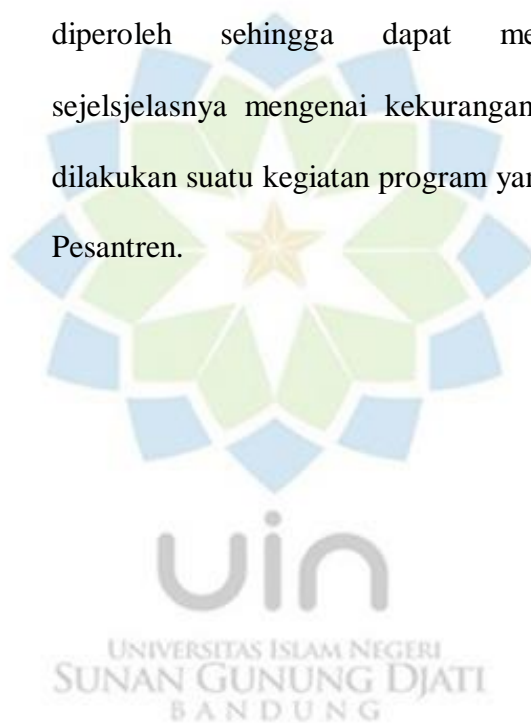 diperoleh sehingga dapat me
sejelsjelasnya mengenai kekurangan
dilakukan suatu kegiatan program yan
Pesantren.
uin
UNIVERSITAS ISLAM NEGERI
SUNAN GUNUNG DJATI
BANDUNG